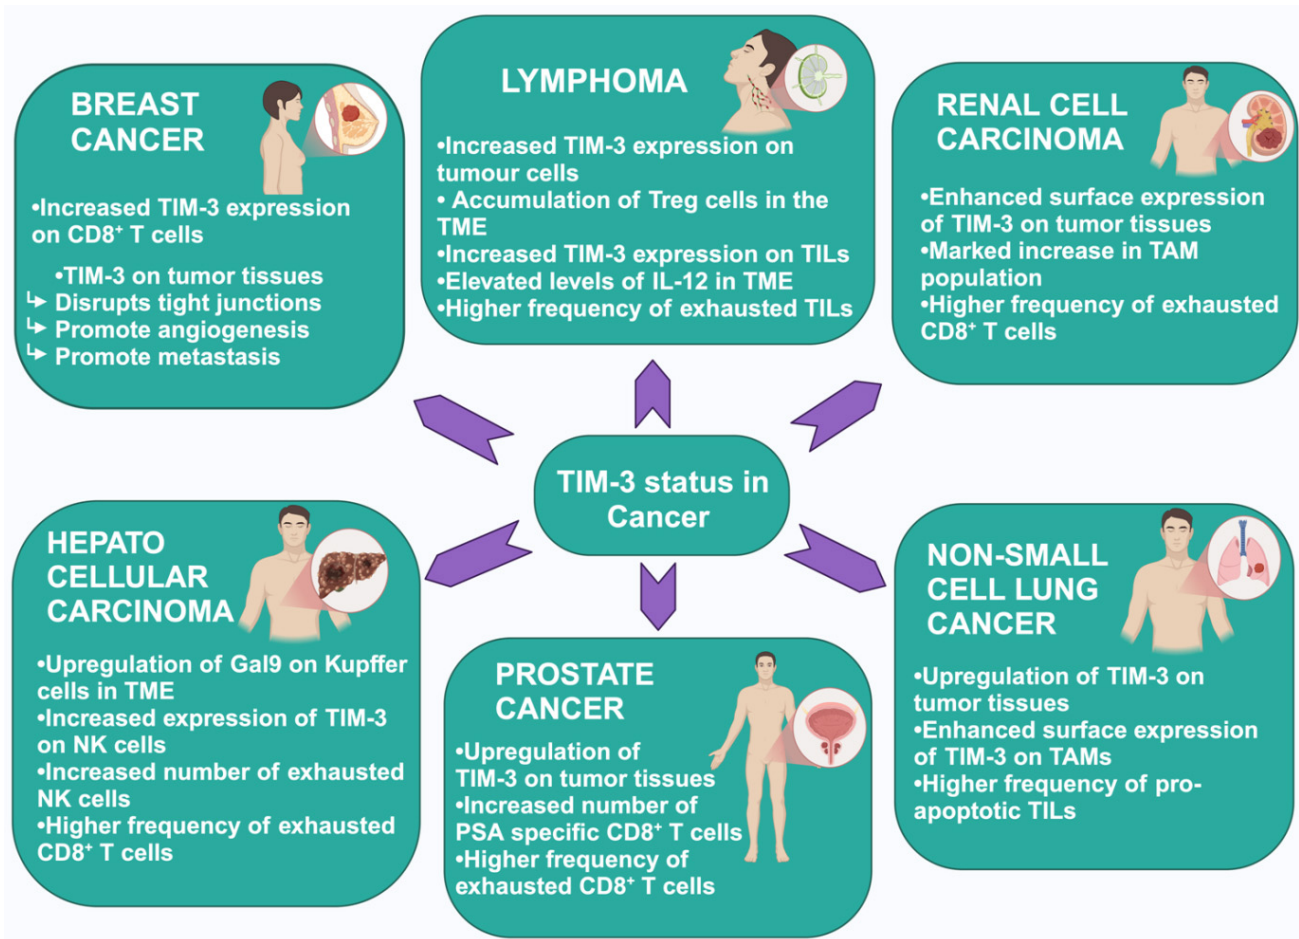 BREAST
CANCER
•Increased TIM-3 expression
on CD8⁺ T cells
•TIM-3 on tumor tissues
↳ Disrupts tight junctions
↳ Promote angiogenesis
↳ Promote metastasis
LYMPHOMA
•Increased TIM-3 expression on
tumour cells
• Accumulation of Treg cells in the
TME
•Increased TIM-3 expression on TILs
•Elevated levels of IL-12 in TME
•Higher frequency of exhausted TILs
RENAL CELL
CARCINOMA
•Enhanced surface expression
of TIM-3 on tumor tissues
•Marked increase in TAM
population
•Higher frequency of exhausted
CD8⁺ T cells
TIM-3 status in
Cancer
HEPATO
CELLULAR
CARCINOMA
•Upregulation of Gal9 on Kupffer
cells in TME
•Increased expression of TIM-3
on NK cells
•Increased number of exhausted
NK cells
•Higher frequency of exhausted
CD8⁺ T cells
PROSTATE
CANCER
•Upregulation of
TIM-3 on tumor tissues
•Increased number of
PSA specific CD8⁺ T cells
•Higher frequency of
exhausted CD8⁺ T cells
NON-SMALL
CELL LUNG
CANCER
•Upregulation of TIM-3 on
tumor tissues
•Enhanced surface expression
of TIM-3 on TAMs
•Higher frequency of pro-
apoptotic TILs